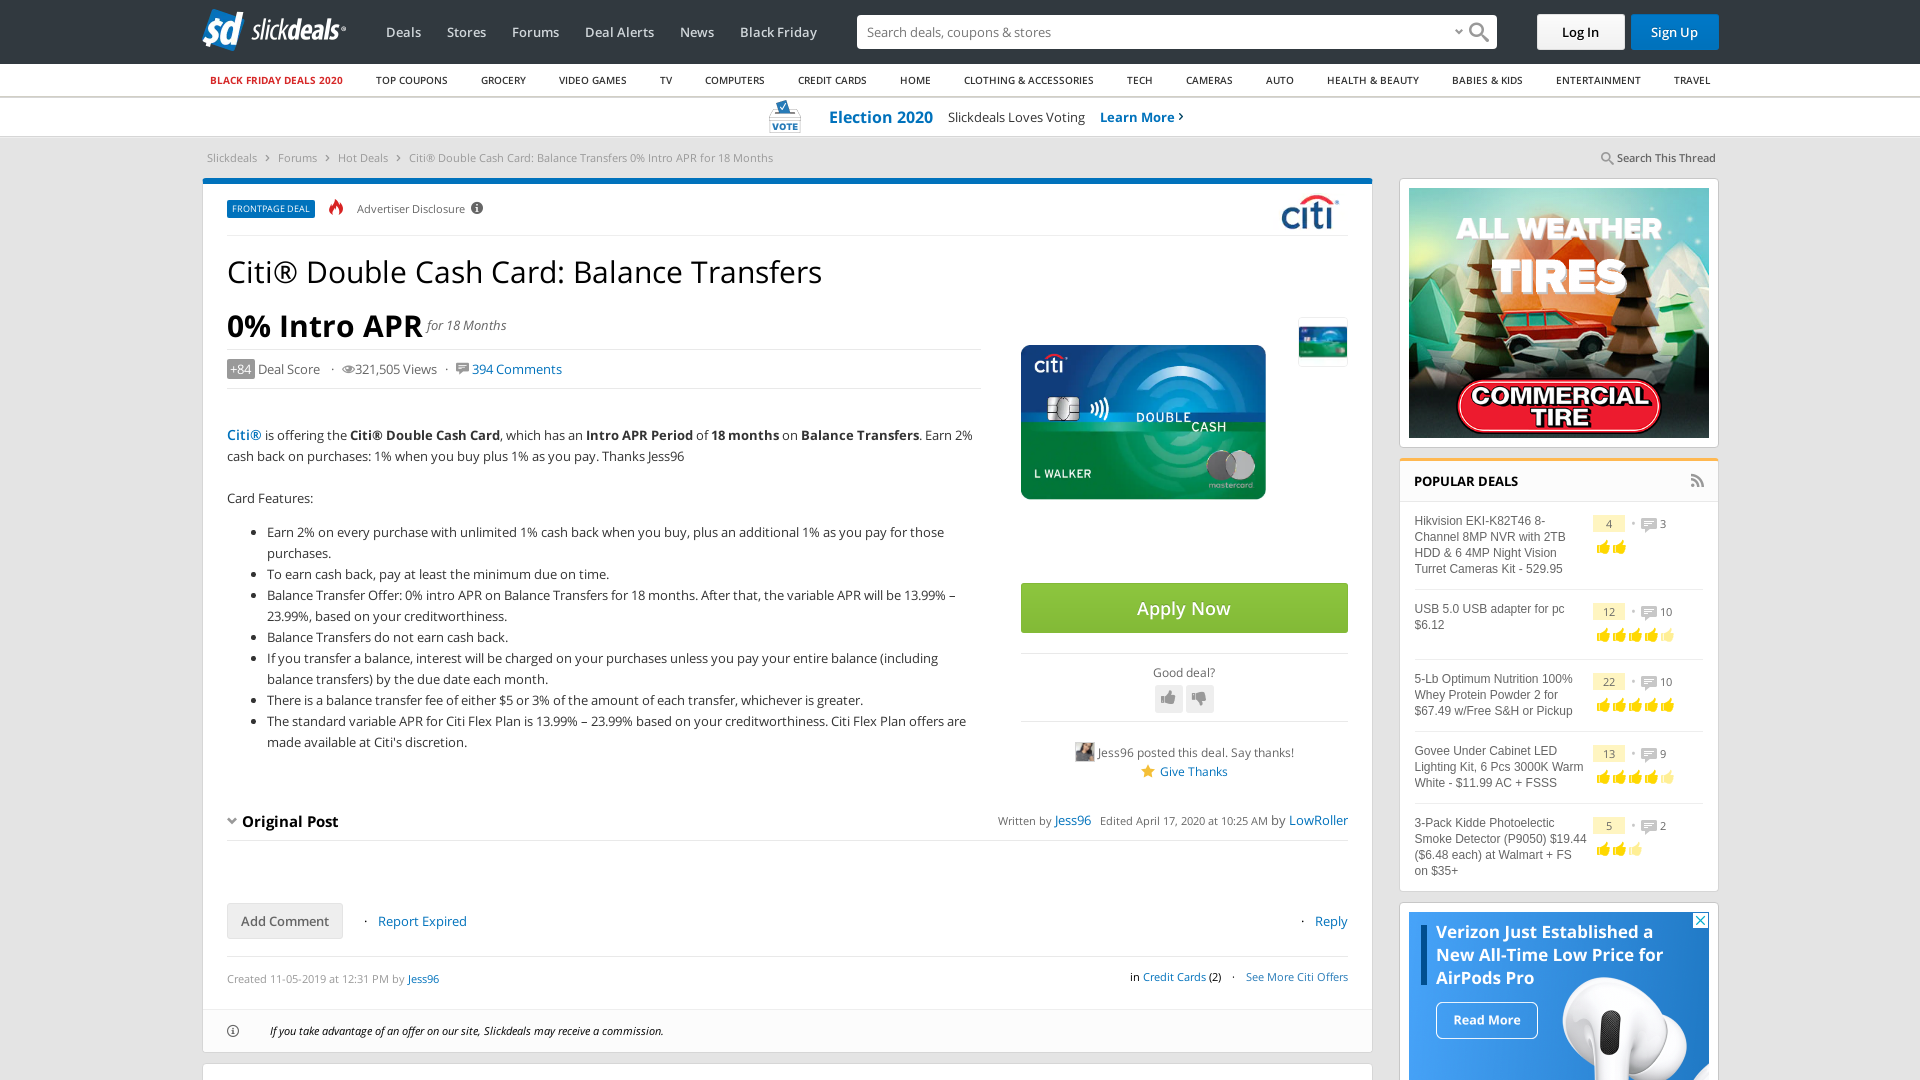 sd slickdeals®
Deals Stores Forums Deal Alerts News Black Friday
Search deals, coupons & seasonal stores
Log In
Sign Up
BLACK FRIDAY DEALS 2020 TOP COUPONS GROCERY VIDEO GAMES TV COMPUTERS CREDIT CARDS HOME CLOTHING & ACCESSORIES TECH CAMERAS AUTO HEALTH & BEAUTY BABIES & KIDS ENTERTAINMENT TRAVEL
VOTE
Election 2020 Slickdeals Loves Voting Learn More
Slickdeals Forums Hot Deals Citi® Double Cash Card: Balance Transfers 0% Intro APR for 18 Months
Search This Thread
FRONTPAGE DEAL Advertiser Disclosure
citi®
Citi® Double Cash Card: Balance Transfers
0% Intro APR for 18 Months
+84 Deal Score · 321,505 Views · 394 Comments
Citi® is offering the Citi® Double Cash Card, which has an Intro APR Period of 18 months on Balance Transfers. Earn 2%
cash back on purchases: 1% when you buy plus 1% as you pay. Thanks Jess96
Card Features:
• Earn 2% on every purchase with unlimited 1% cash back when you buy, plus an additional 1% as you pay for those
purchases.
• To earn cash back, pay at least the minimum due on time.
• Balance Transfer Offer: 0% intro APR on Balance Transfers for 18 months. After that, the variable APR will be 13.99% –
23.99%, based on your creditworthiness.
• Balance Transfers do not earn cash back.
• If you transfer a balance, interest will be charged on your purchases unless you pay your entire balance (including
balance transfers) by the due date each month.
• There is a balance transfer fee of either $5 or 3% of the amount of each transfer, whichever is greater.
• The standard variable APR for Citi Flex Plan is 13.99% – 23.99% based on your creditworthiness. Citi Flex Plan offers are
made available at Citi's discretion.
citi®
DOUBLE
CASH
L WALKER
mastercard
Apply Now
Good deal?
Jess96 posted this deal. Say thanks!
Give Thanks
Original Post
Written by Jess96 Edited April 17, 2020 at 10:25 AM by LowRoller
Add Comment · Report Expired
· Reply
Created 11-05-2019 at 12:31 PM by Jess96
in Credit Cards (2) · See More Citi Offers
If you take advantage of an offer on our site, Slickdeals may receive a commission.
ALL WEATHER
TIRES
COMMERCIAL
TIRE
POPULAR DEALS
Hikvision EKI-K82T46 8-
Channel 8MP NVR with 2TB
HDD & 6 4MP Night Vision
Turret Cameras Kit - 529.95
4 · 3
USB 5.0 USB adapter for pc
$6.12
12 · 10
5-Lb Optimum Nutrition 100%
Whey Protein Powder 2 for
$67.49 w/Free S&H or Pickup
22 · 10
Govee Under Cabinet LED
Lighting Kit, 6 Pcs 3000K Warm
White - $11.99 AC + FSSS
13 · 9
3-Pack Kidde Photoelectic
Smoke Detector (P9050) $19.44
($6.48 each) at Walmart + FS
on $35+
5 · 2
Verizon Just Established a
New All-Time Low Price for
AirPods Pro
Read More